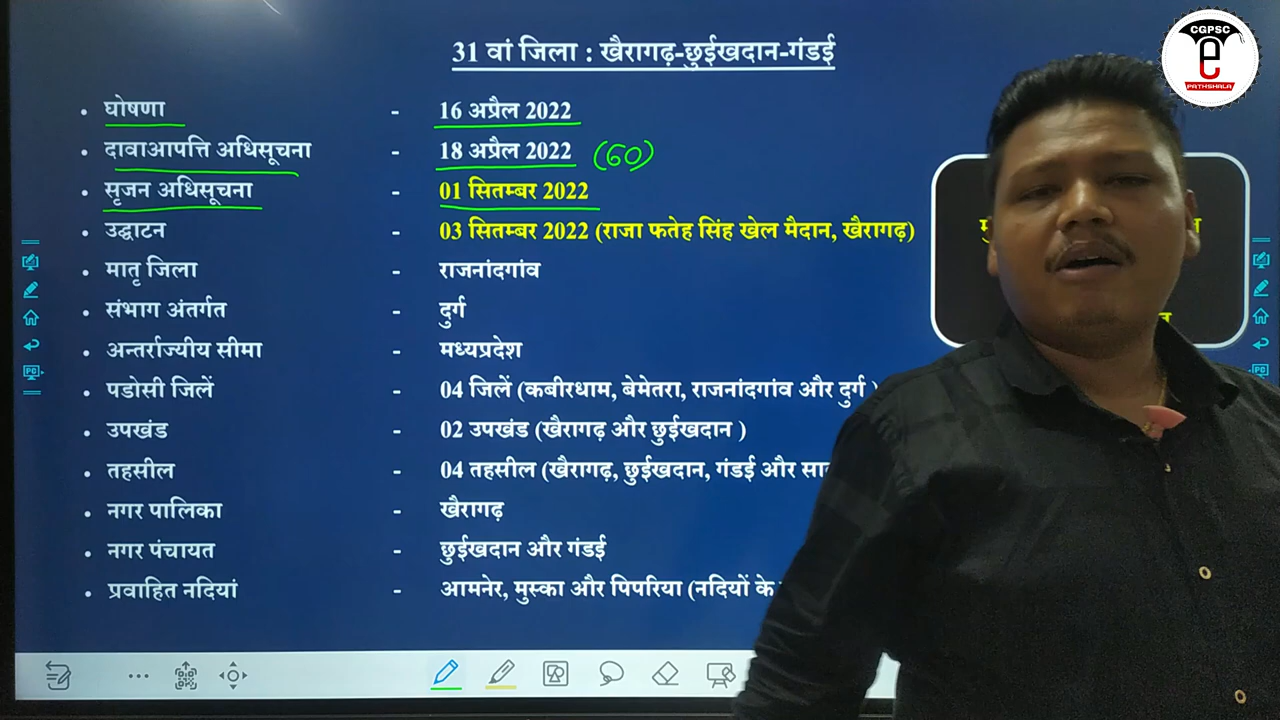 CGPSC
e
PATHSHALA
31 वां जिला : खैरागढ़-छुईखदान-गंडई
• घोषणा - 16 अप्रैल 2022
• दावाआपत्ति अधिसूचना - 18 अप्रैल 2022 (60)
• सृजन अधिसूचना - 01 सितम्बर 2022
• उद्घाटन - 03 सितम्बर 2022 (राजा फतेह सिंह खेल मैदान, खैरागढ़)
• मातृ जिला - राजनांदगांव
• संभाग अंतर्गत - दुर्ग
• अन्तर्राज्यीय सीमा - मध्यप्रदेश
• पडोसी जिलें - 04 जिलें (कबीरधाम, बेमेतरा, राजनांदगांव और दुर्ग )
• उपखंड - 02 उपखंड (खैरागढ़ और छुईखदान )
• तहसील - 04 तहसील (खैरागढ़, छुईखदान, गंडई और
• नगर पालिका - खैरागढ़
• नगर पंचायत - छुईखदान और गंडई
• प्रवाहित नदियां - आमनेर, मुस्का और पिपरिया (नदियों के
PC
PC